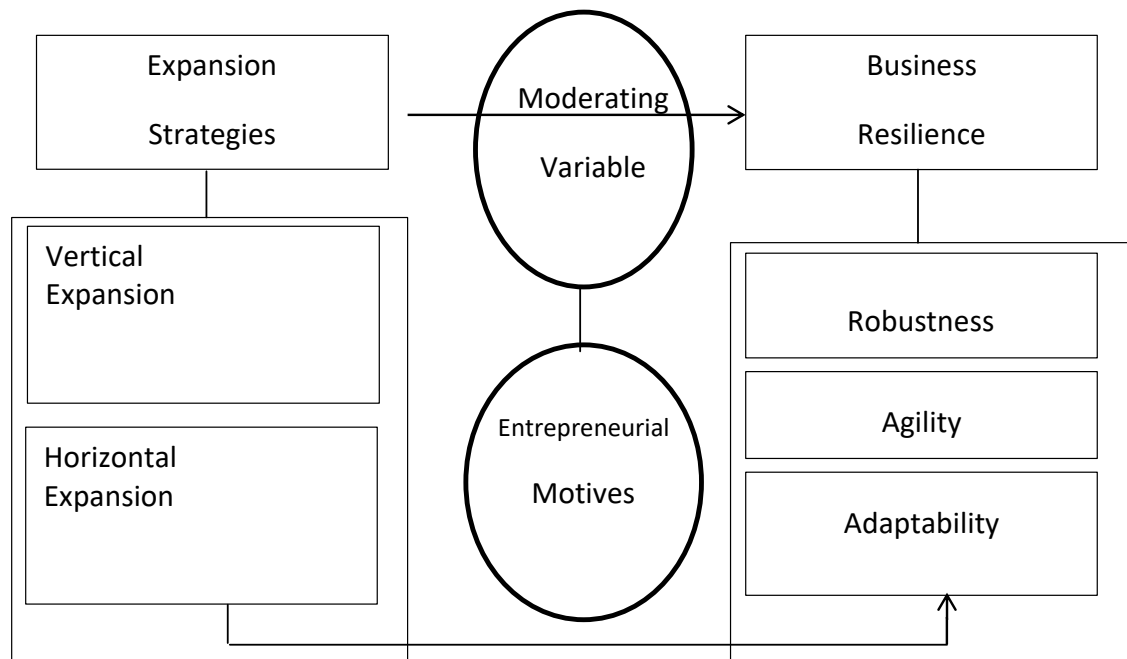 Expansion
Strategies
Moderating
Variable
Business
Resilience
Vertical
Expansion
Horizontal
Expansion
Entrepreneurial
Motives
Robustness
Agility
Adaptability